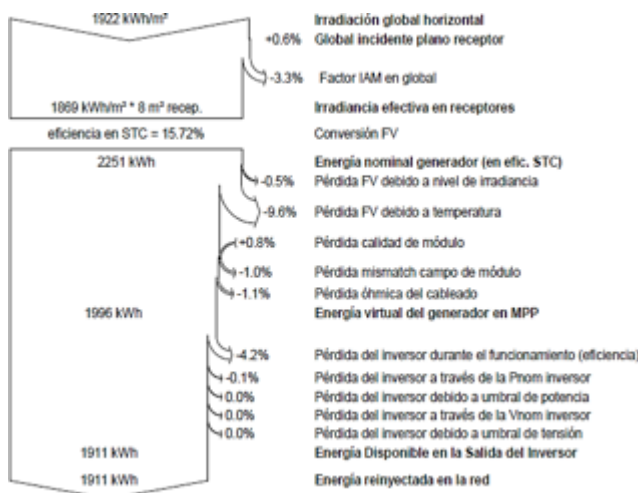 1922 kWh/m² Irradiación global horizontal
+0.6% Global incidente plano receptor
-3.3% Factor IAM en global
1869 kWh/m² * 8 m² recep. Irradiancia efectiva en receptores
eficiencia en STC = 15.72% Conversión FV
2251 kWh Energía nominal generador (en efic. STC)
-0.5% Pérdida FV debido a nivel de irradiancia
-9.6% Pérdida FV debido a temperatura
+0.8% Pérdida calidad de módulo
-1.0% Pérdida mismatch campo de módulo
-1.1% Pérdida óhmica del cableado
1996 kWh Energía virtual del generador en MPP
-4.2% Pérdida del inversor durante el funcionamiento (eficiencia)
-0.1% Pérdida del inversor a través de la Pnom inversor
0.0% Pérdida del inversor debido a umbral de potencia
0.0% Pérdida del inversor a través de la Vnom inversor
0.0% Pérdida del inversor debido a umbral de tensión
1911 kWh Energía Disponible en la Salida del Inversor
1911 kWh Energía reinyectada en la red